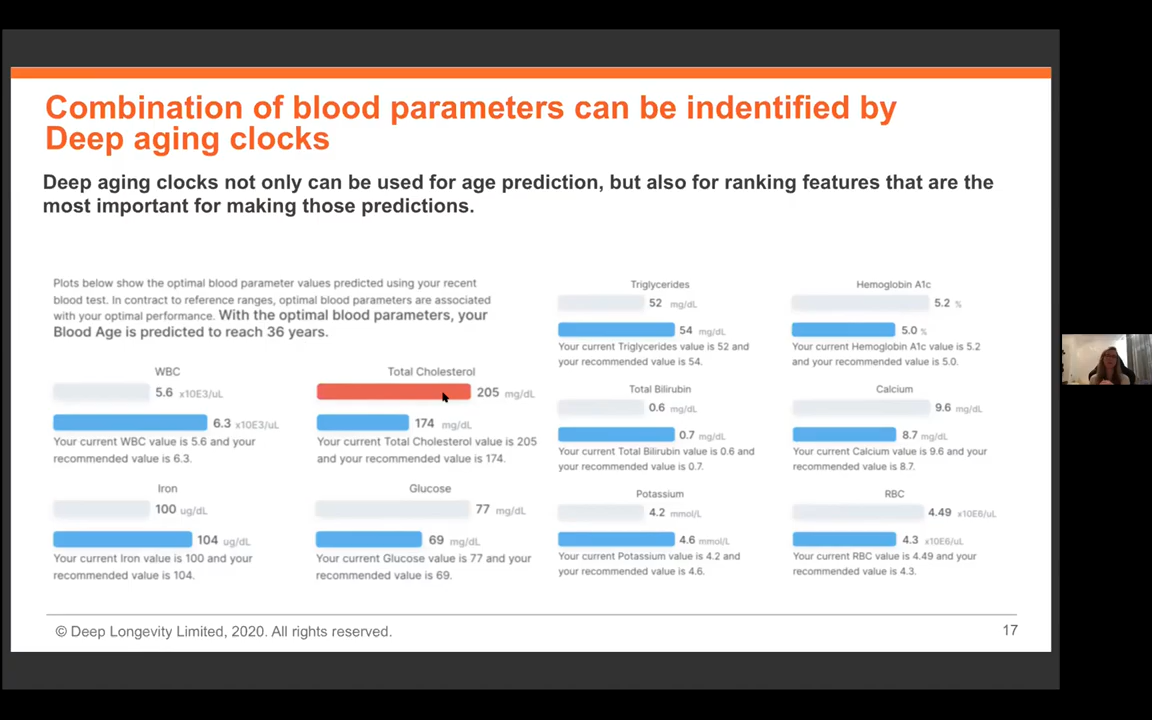 Combination of blood parameters can be indentified by
Deep aging clocks
Deep aging clocks not only can be used for age prediction, but also for ranking features that are the
most important for making those predictions.
Plots below show the optimal blood parameter values predicted using your recent
blood test. In contract to reference ranges, optimal blood parameters are associated
with your optimal performance. With the optimal blood parameters, your
Blood Age is predicted to reach 36 years.
WBC
5.6 x10E3/uL
6.3 x10E3/uL
Your current WBC value is 5.6 and your
recommended value is 6.3.
Total Cholesterol
205 mg/dL
174 mg/dL
Your current Total Cholesterol value is 205
and your recommended value is 174.
Iron
100 ug/dL
104 ug/dL
Your current Iron value is 100 and your
recommended value is 104.
Glucose
77 mg/dL
69 mg/dL
Your current Glucose value is 77 and your
recommended value is 69.
Triglycerides
52 mg/dL
54 mg/dL
Your current Triglycerides value is 52 and
your recommended value is 54.
Hemoglobin A1c
5.2 %
5.0 %
Your current Hemoglobin A1c value is 5.2
and your recommended value is 5.0.
Total Bilirubin
0.6 mg/dL
0.7 mg/dL
Your current Total Bilirubin value is 0.6 and
your recommended value is 0.7.
Calcium
9.6 mg/dL
8.7 mg/dL
Your current Calcium value is 9.6 and your
recommended value is 8.7.
Potassium
4.2 mmol/L
4.6 mmol/L
Your current Potassium value is 4.2 and
your recommended value is 4.6.
RBC
4.49 x10E6/uL
4.3 x10E6/uL
Your current RBC value is 4.49 and your
recommended value is 4.3.
© Deep Longevity Limited, 2020. All rights reserved.
17